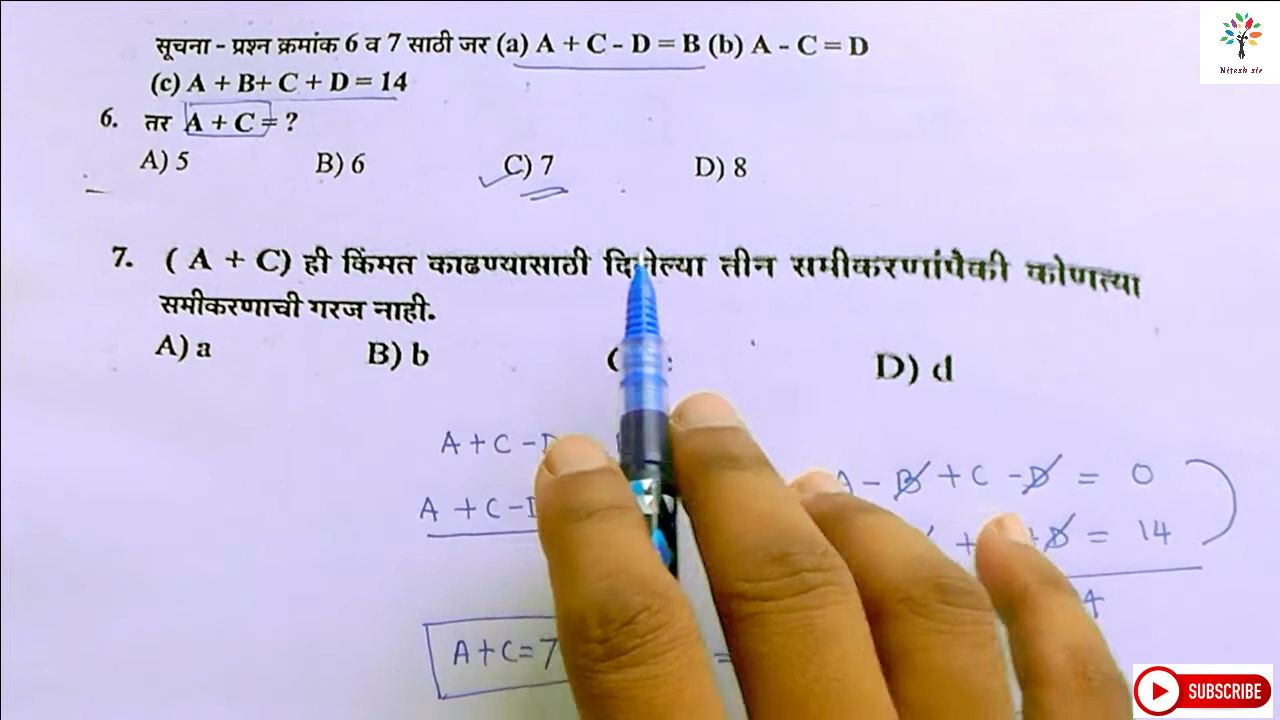 सूचना - प्रश्न क्रमांक 6 व 7 साठी जर (a) A + C - D = B (b) A - C = D
(c) A + B+ C + D = 14
6. तर A + C = ?
A) 5 B) 6 C) 7 D) 8
7. ( A + C) ही किंमत काढण्यासाठी दिलेल्या तीन समीकरणांपैकी कोणत्या
समीकरणाची गरज नाही.
A) a B) b D) d
A + C - D
A - B + C - D = 0
A + C - D
+ D = 14
A+C=7
Nitesh sir
SUBSCRIBE